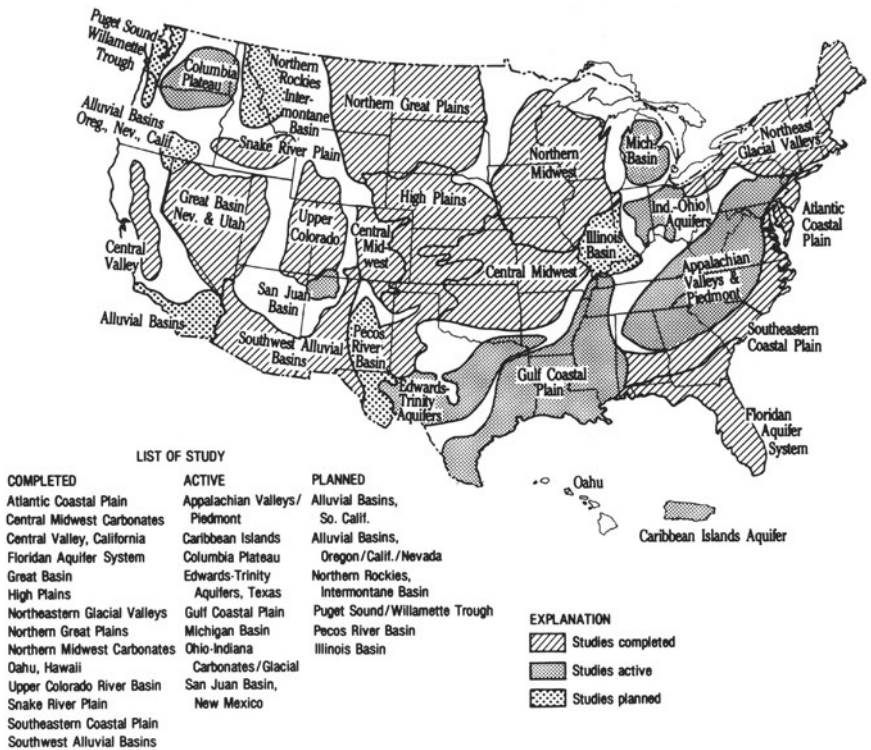 Puget Sound
Willamette
Trough
Columbia
Plateau
Northern
Rockies
Inter-
montane
Basin
Northern Great Plains
Alluvial Basins
Oreg., Nev., Calif.
Snake River Plain
Northern
Midwest
Mich.
Basin
Northeast
Glacial Valleys
Great Basin
Nev. & Utah
Upper
Colorado
High Plains
Central
Mid-
west
Central Midwest
Illinois
Basin
Ind.-Ohio
Aquifers
Atlantic
Coastal
Plain
Central
Valley
San Juan
Basin
Appalachian
Valleys &
Piedmont
Alluvial Basins
Southwest Alluvial
Basins
Pecos
River
Basin
Edwards-
Trinity
Aquifers
Gulf Coastal
Plain
Southeastern
Coastal Plain
Floridan
Aquifer
System
Oahu
Caribbean Islands Aquifer
LIST OF STUDY
COMPLETED
Atlantic Coastal Plain
Central Midwest Carbonates
Central Valley, California
Floridan Aquifer System
Great Basin
High Plains
Northeastern Glacial Valleys
Northern Great Plains
Northern Midwest Carbonates
Oahu, Hawaii
Upper Colorado River Basin
Snake River Plain
Southeastern Coastal Plain
Southwest Alluvial Basins
ACTIVE
Appalachian Valleys/
Piedmont
Caribbean Islands
Columbia Plateau
Edwards-Trinity
Aquifers, Texas
Gulf Coastal Plain
Michigan Basin
Ohio-Indiana
Carbonates/Glacial
San Juan Basin,
New Mexico
PLANNED
Alluvial Basins,
So. Calif.
Alluvial Basins,
Oregon/Calif./Nevada
Northern Rockies,
Intermontane Basin
Puget Sound/Willamette Trough
Pecos River Basin
Illinois Basin
EXPLANATION
Studies completed
Studies active
Studies planned